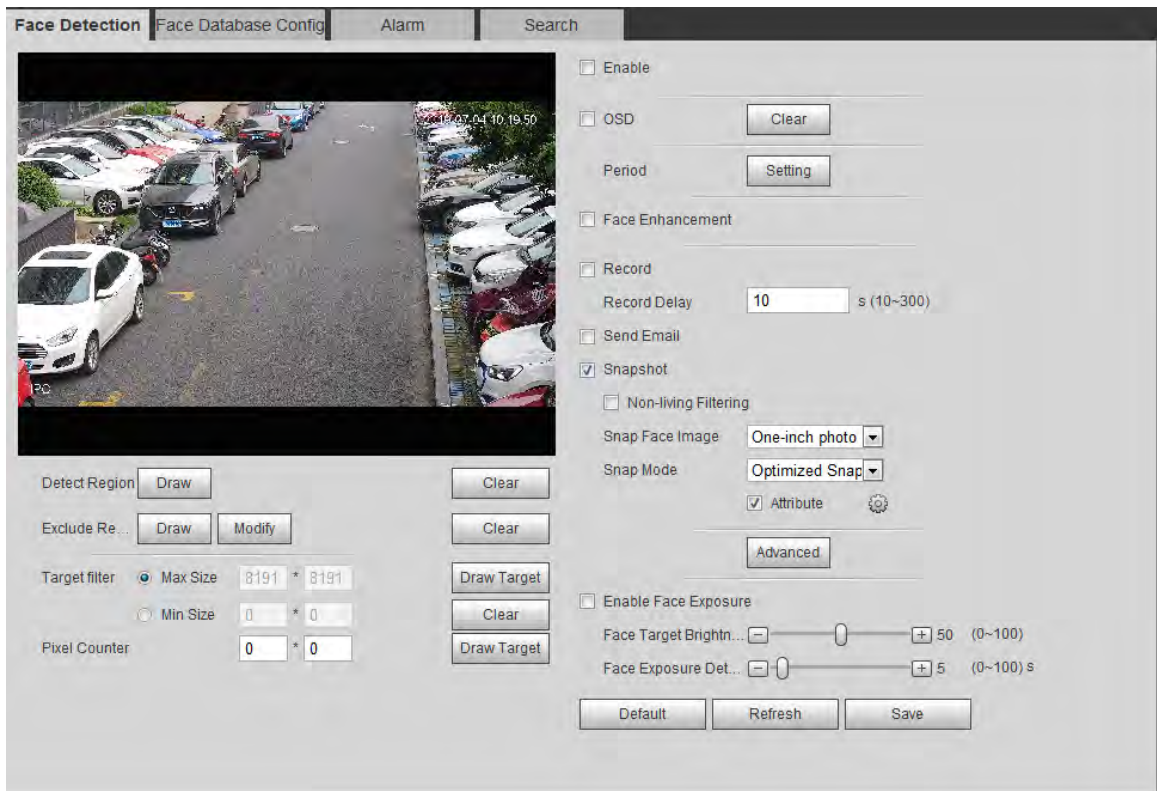 Face Detection Face Database Config Alarm Search
10:19:50
IPC
Detect Region Draw Clear
Exclude Re... Draw Modify Clear
Target filter Max Size 8191 * 8191 Draw Target
Min Size 0 * 0 Clear
Pixel Counter 0 * 0 Draw Target
Enable
OSD Clear
Period Setting
Face Enhancement
Record
Record Delay 10 s (10~300)
Send Email
Snapshot
Non-living Filtering
Snap Face Image One-inch photo
Snap Mode Optimized Snap
Attribute
Advanced
Enable Face Exposure
Face Target Brightn... 50 (0~100)
Face Exposure Det... 5 (0~100) s
Default Refresh Save